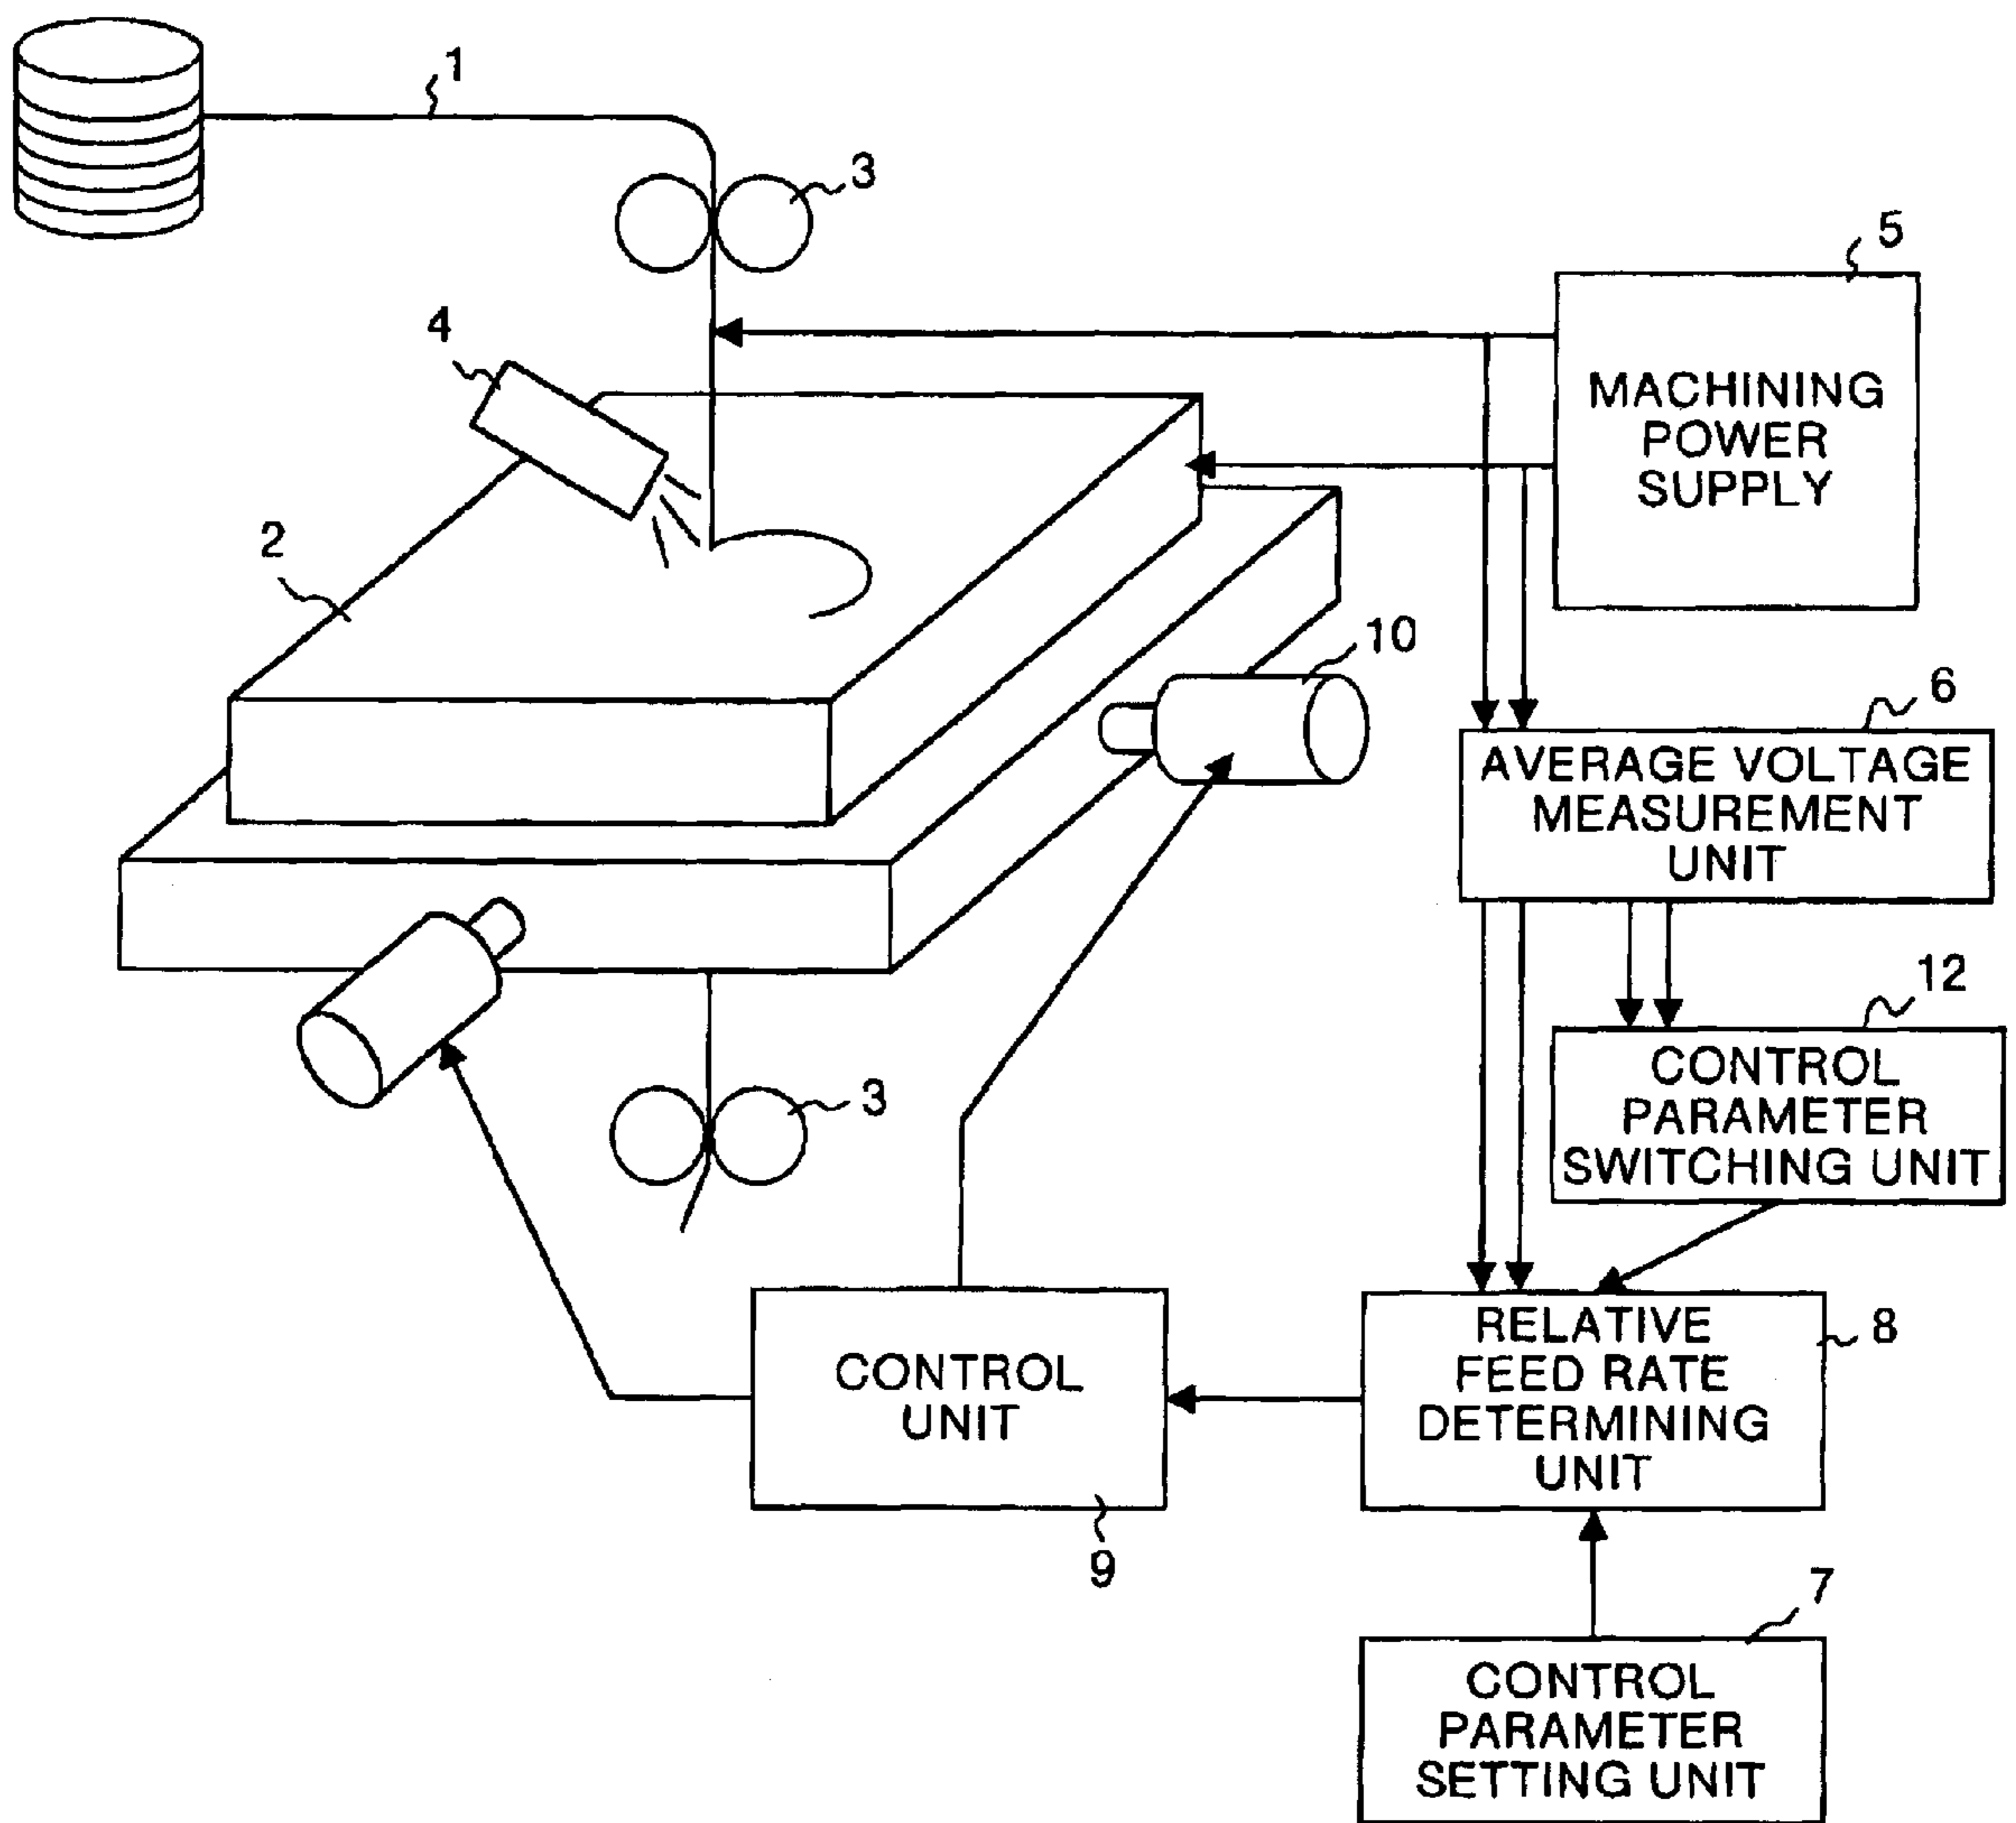 1
3
5
4
MACHINING
POWER
SUPPLY
2
10
6
AVERAGE VOLTAGE
MEASUREMENT
UNIT
12
CONTROL
PARAMETER
SWITCHING UNIT
3
RELATIVE
FEED RATE
DETERMINING
UNIT
8
CONTROL
UNIT
9
7
CONTROL
PARAMETER
SETTING UNIT